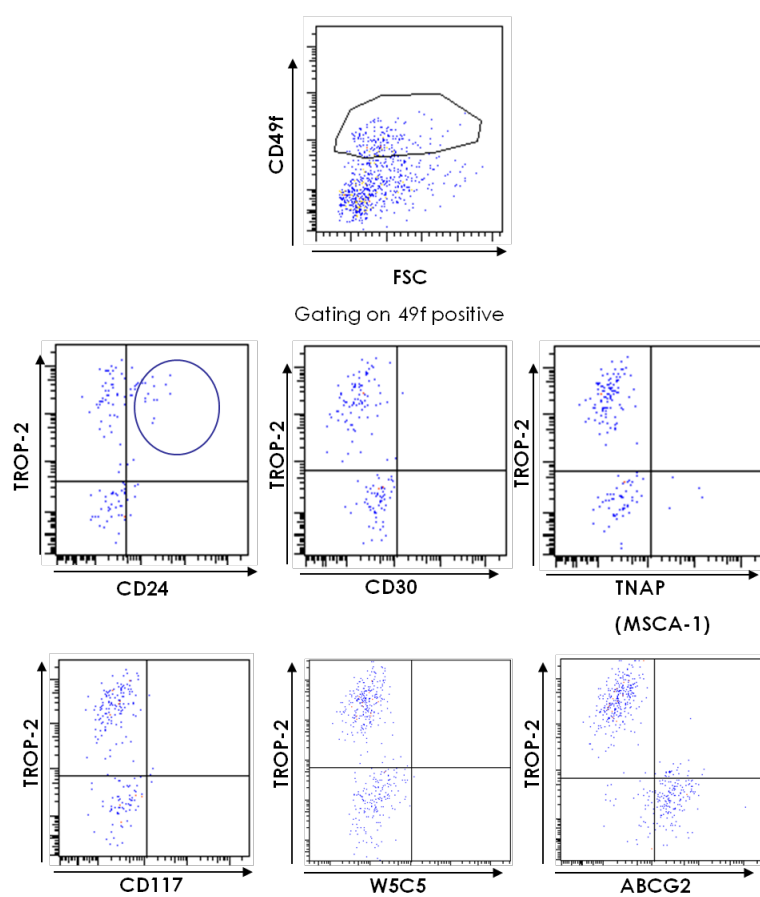 CD49f
FSC
Gating on 49f positive
TROP-2
CD24
TROP-2
CD30
TROP-2
TNAP
(MSCA-1)
TROP-2
CD117
TROP-2
W5C5
TROP-2
ABCG2